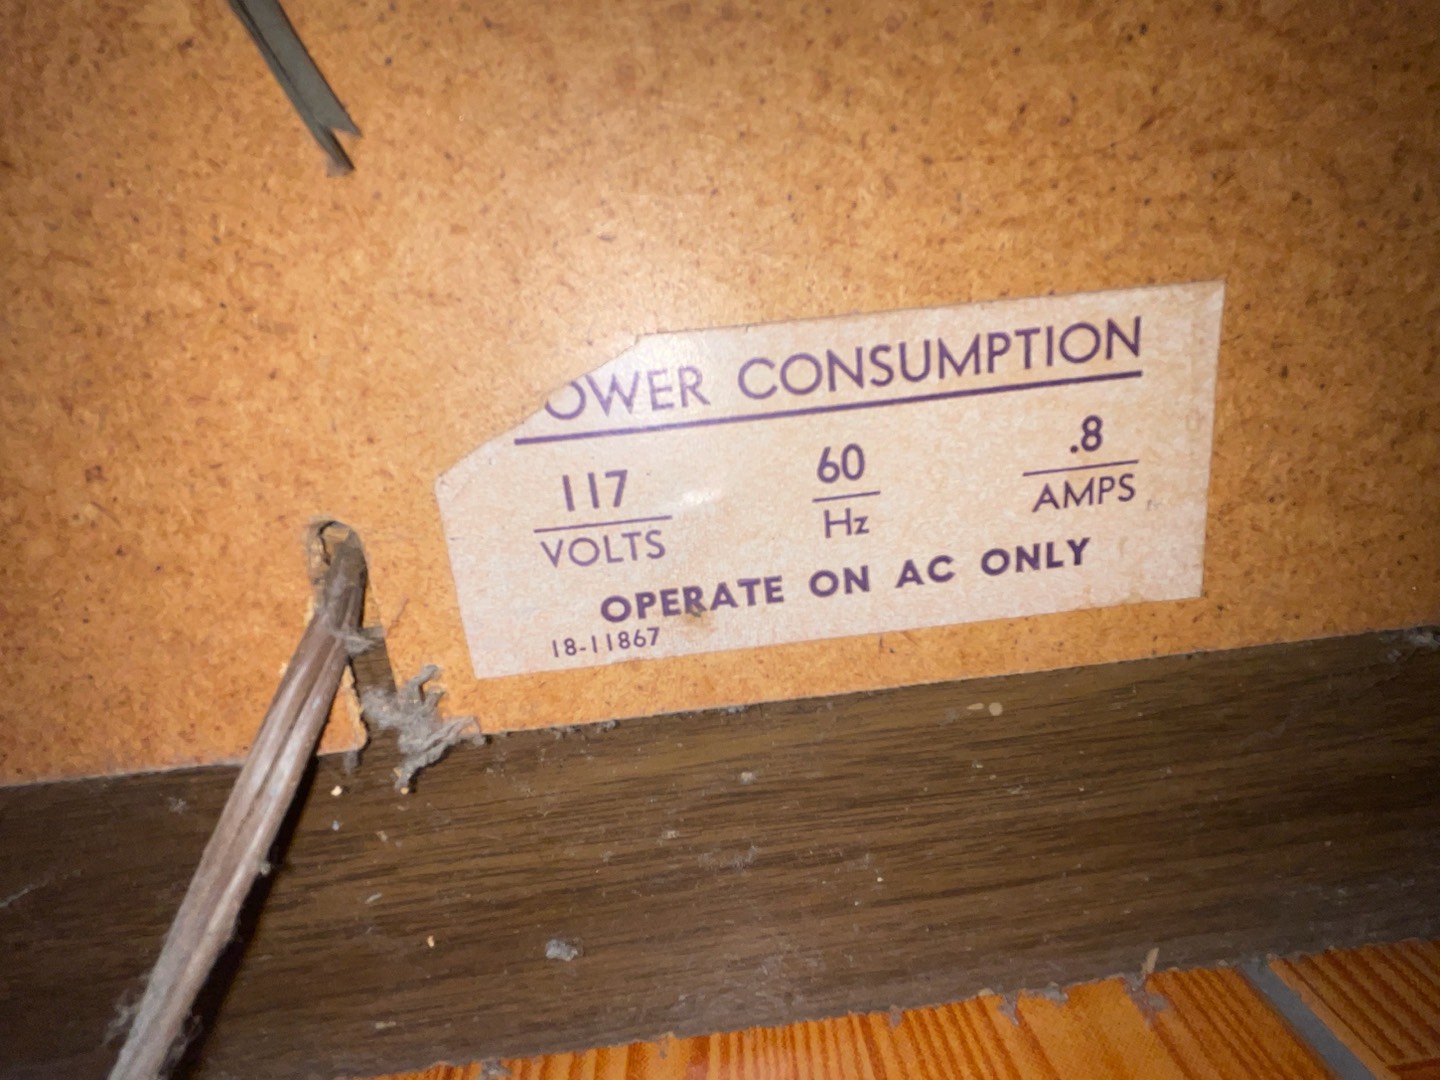 OWER CONSUMPTION
117 60 .8
VOLTS Hz AMPS
OPERATE ON AC ONLY
18-11867